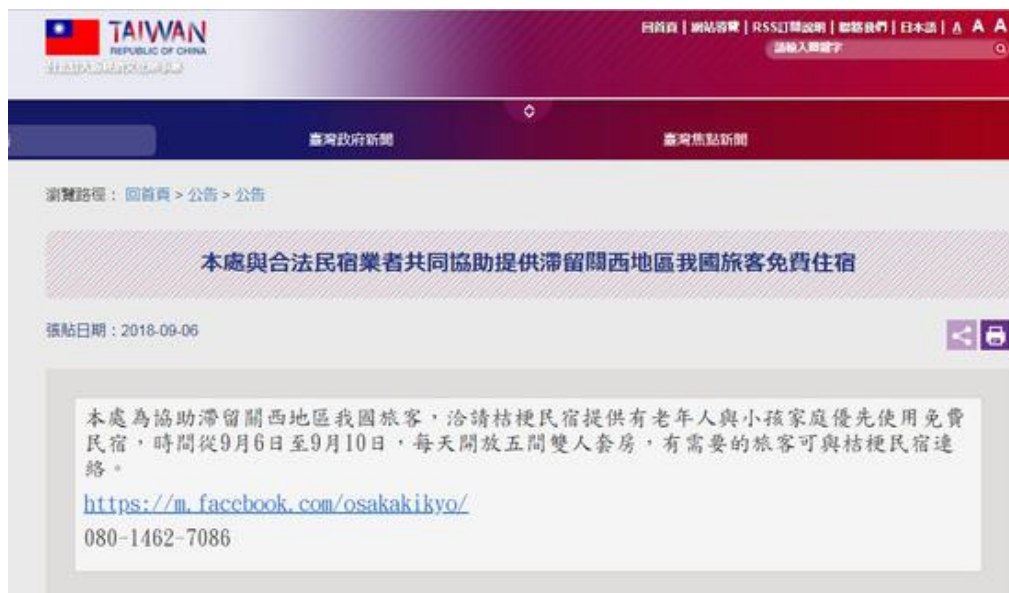 TAIWAN
REPUBLIC OF CHINA
回首頁 | 網站導覽 | RSS訂閱說明 | 聯絡我們 | 日本語 | A A A
請輸入關鍵字
臺灣政府新聞
臺灣焦點新聞
瀏覽路徑： 回首頁 > 公告 > 公告
本處與合法民宿業者共同協助提供滯留關西地區我國旅客免費住宿
張貼日期：2018-09-06
本處為協助滯留關西地區我國旅客，洽請桔梗民宿提供有老年人與小孩家庭優先使用免費
民宿，時間從9月6日至9月10日，每天開放五間雙人套房，有需要的旅客可與桔梗民宿連
絡。
https://m.facebook.com/osakakikyo/
080-1462-7086